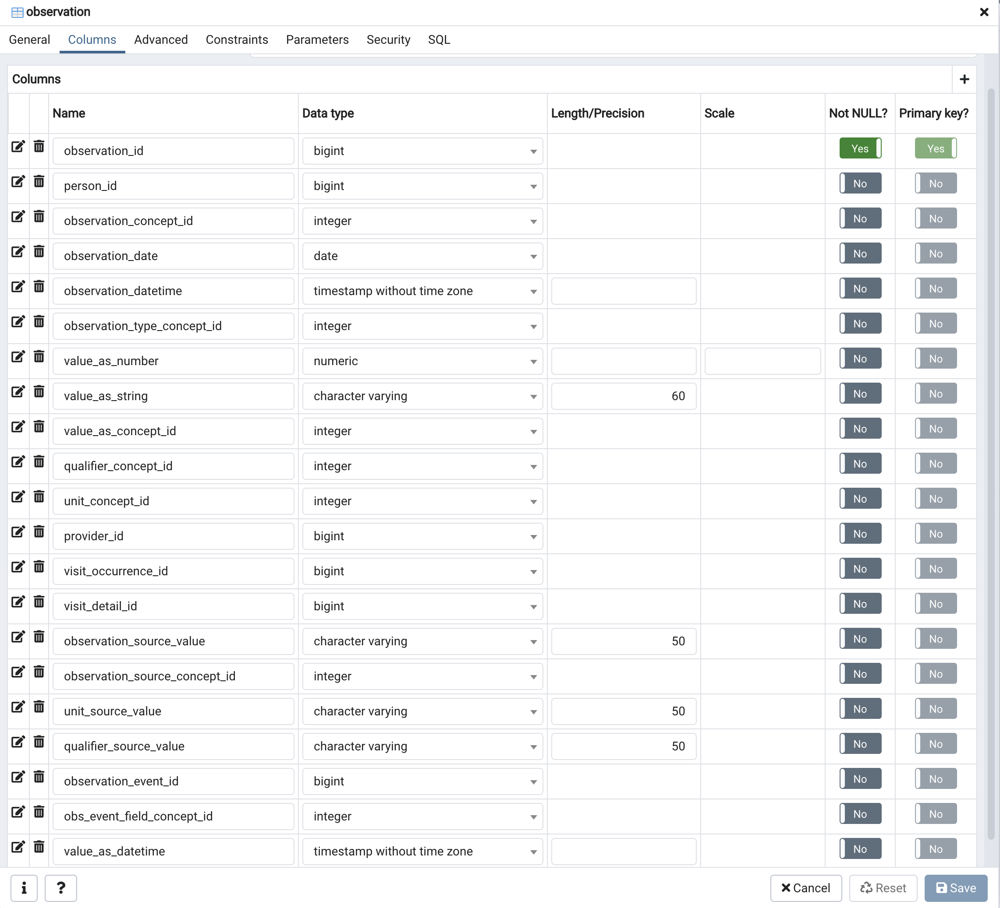 observation
General Columns Advanced Constraints Parameters Security SQL
Columns
Name Data type Length/Precision Scale Not NULL? Primary key?
observation_id bigint Yes Yes
person_id bigint No No
observation_concept_id integer No No
observation_date date No No
observation_datetime timestamp without time zone No No
observation_type_concept_id integer No No
value_as_number numeric No No
value_as_string character varying 60 No No
value_as_concept_id integer No No
qualifier_concept_id integer No No
unit_concept_id integer No No
provider_id bigint No No
visit_occurrence_id bigint No No
visit_detail_id bigint No No
observation_source_value character varying 50 No No
observation_source_concept_id integer No No
unit_source_value character varying 50 No No
qualifier_source_value character varying 50 No No
observation_event_id bigint No No
obs_event_field_concept_id integer No No
value_as_datetime timestamp without time zone No No
i ? Cancel Reset Save